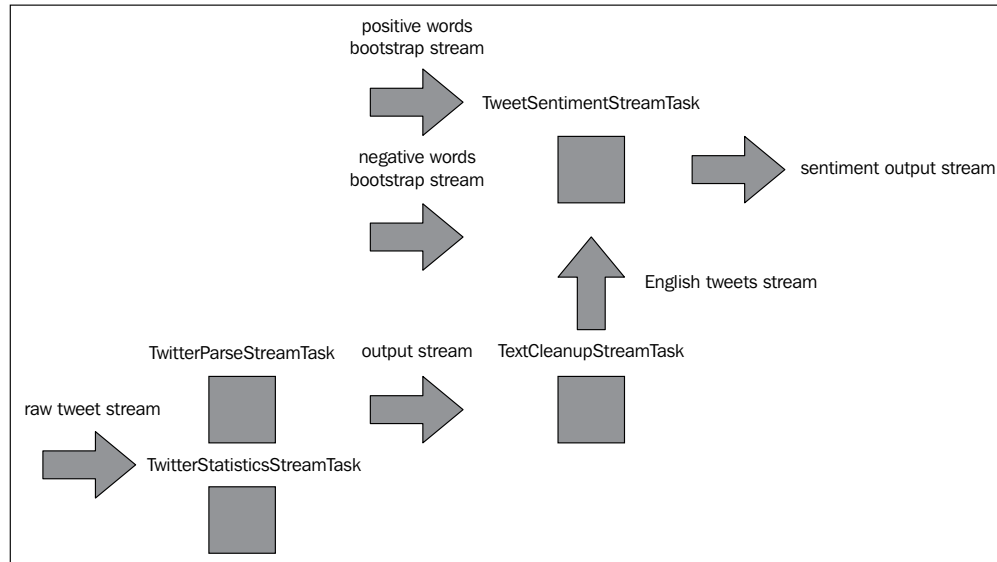 positive words
bootstrap stream
TweetSentimentStreamTask
negative words
bootstrap stream
sentiment output stream
English tweets stream
TwitterParseStreamTask
output stream
TextCleanupStreamTask
raw tweet stream
TwitterStatisticsStreamTask